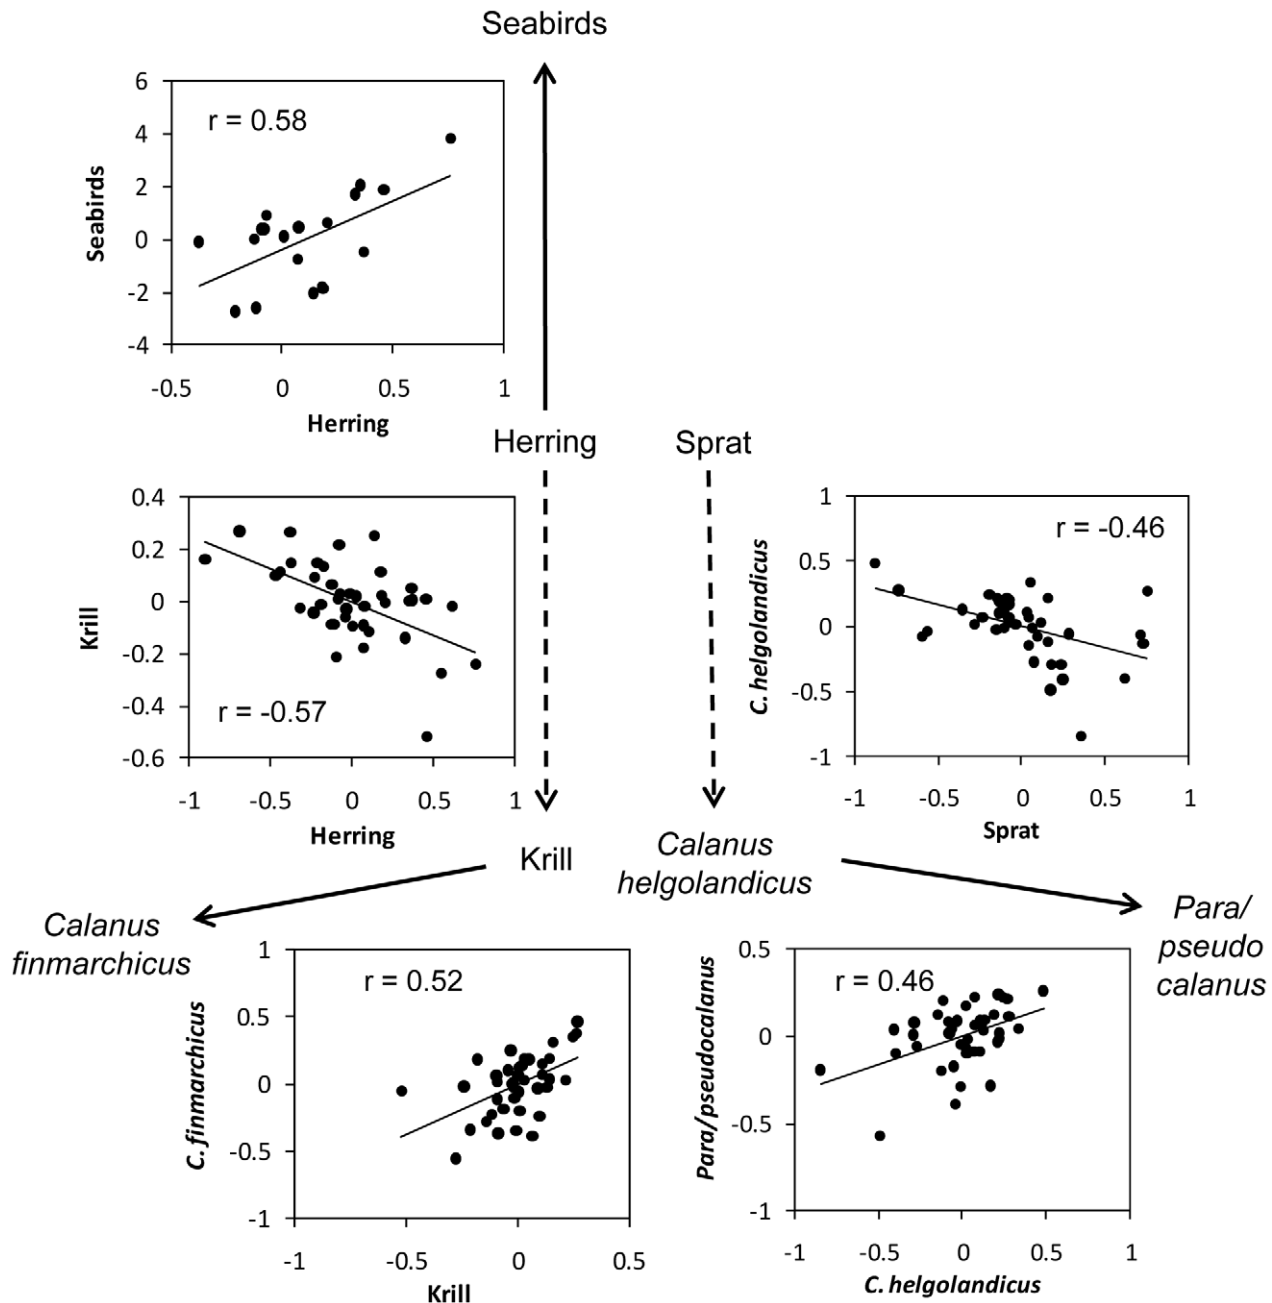 Seabirds
6
4
2
0
-2
-4
Seabirds
r = 0.58
-0.5 0 0.5 1
Herring
Herring
Sprat
0.4
0.2
0
-0.2
-0.4
-0.6
Krill
r = -0.57
-1 -0.5 0 0.5 1
Herring
1
0.5
0
-0.5
-1
C. helgolandicus
r = -0.46
-1 -0.5 0 0.5 1
Sprat
Krill
Calanus
helgolandicus
Calanus
finmarchicus
Para/
pseudo
calanus
1
0.5
0
-0.5
-1
C. finmarchicus
r = 0.52
-1 -0.5 0 0.5
Krill
0.5
0
-0.5
-1
Para/pseudocalanus
r = 0.46
-1 -0.5 0 0.5 1
C. helgolandicus